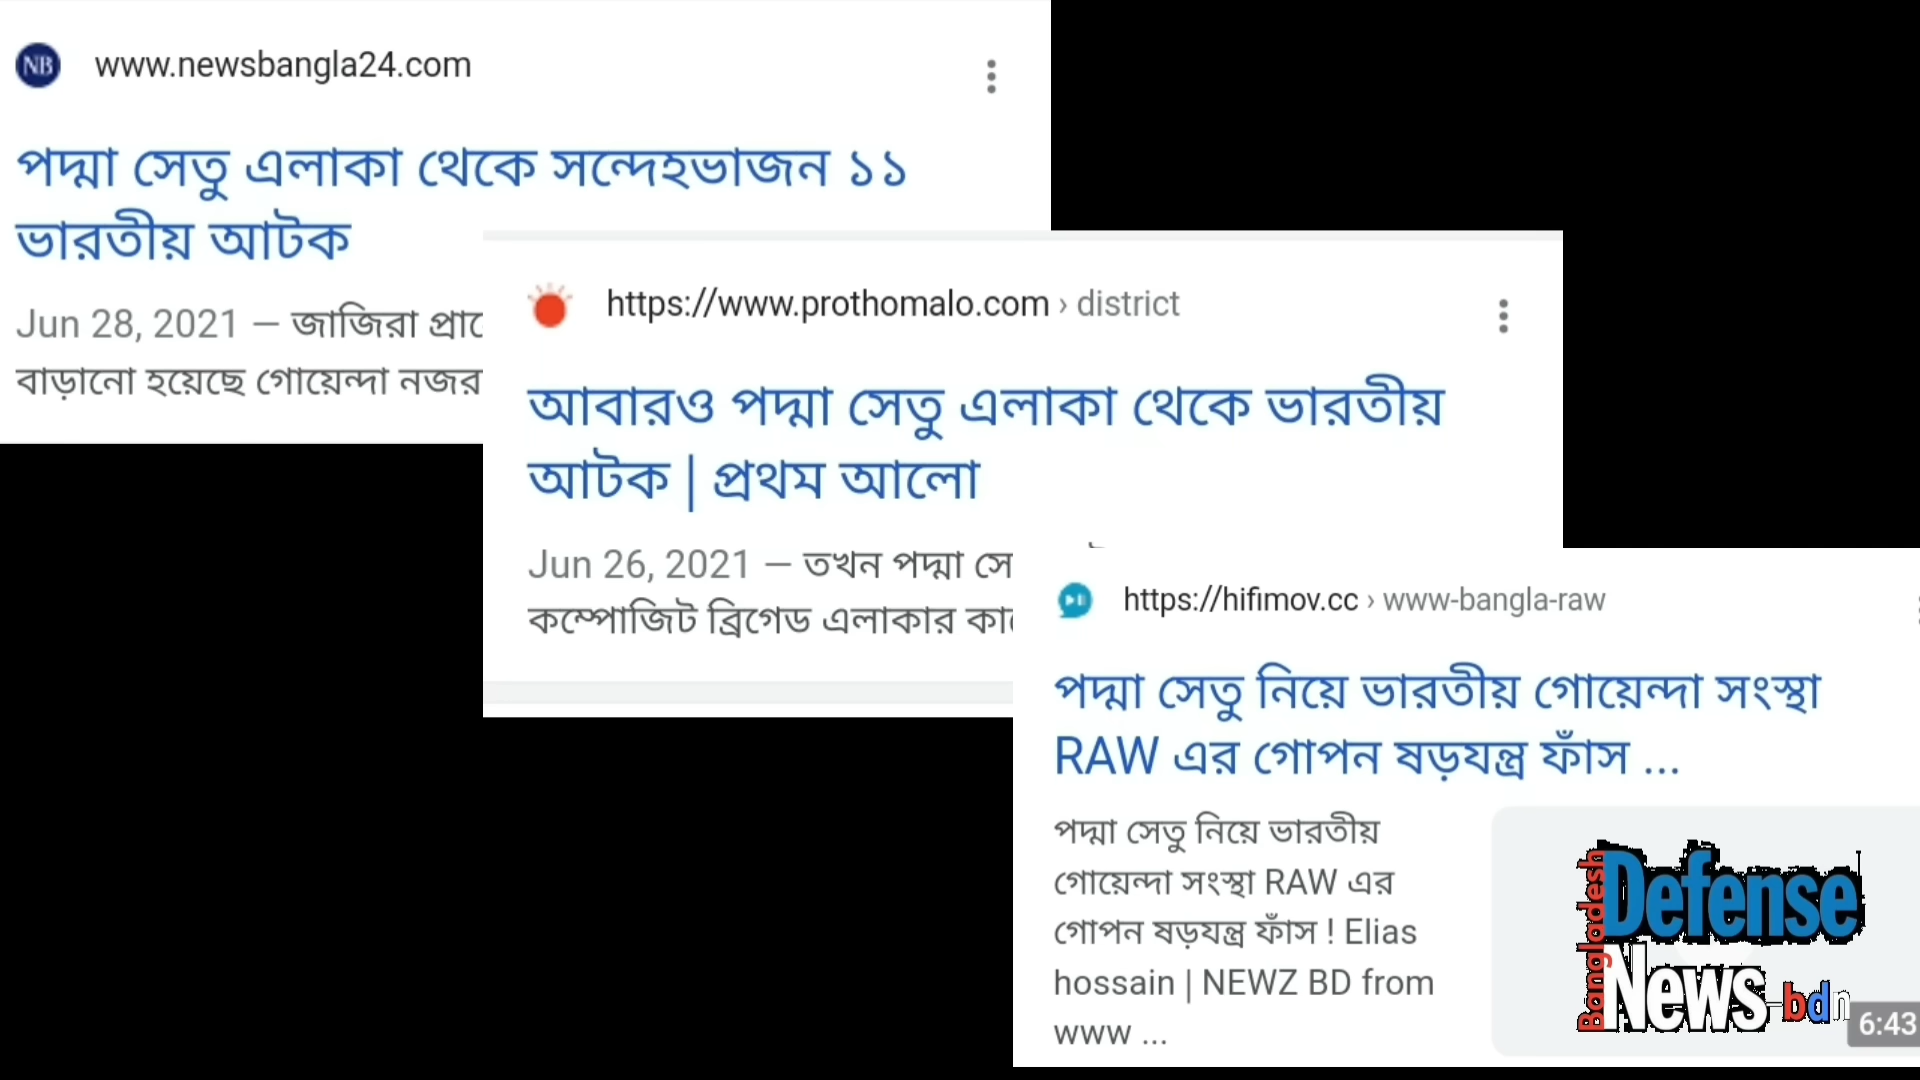 NB www.newsbangla24.com
পদ্মা সেতু এলাকা থেকে সন্দেহভাজন ১১
ভারতীয় আটক
Jun 28, 2021 — জাজিরা
বাড়ানো হয়েছে গোয়েন্দা
https://www.prothomalo.com › district
আবারও পদ্মা সেতু এলাকা থেকে ভারতীয়
আটক | প্রথম আলো
Jun 26, 2021 — তখন পদ্মা
কম্পোজিট ব্রিগেড এলাকার
https://hifimov.cc › www-bangla-raw
পদ্মা সেতু নিয়ে ভারতীয় গোয়েন্দা সংস্থা
RAW এর গোপন ষড়যন্ত্র ফাঁস ...
পদ্মা সেতু নিয়ে ভারতীয়
গোয়েন্দা সংস্থা RAW এর
গোপন ষড়যন্ত্র ফাঁস ! Elias
hossain | NEWZ BD from
www ...
Bangladesh
Defense
News-bdn
6:43